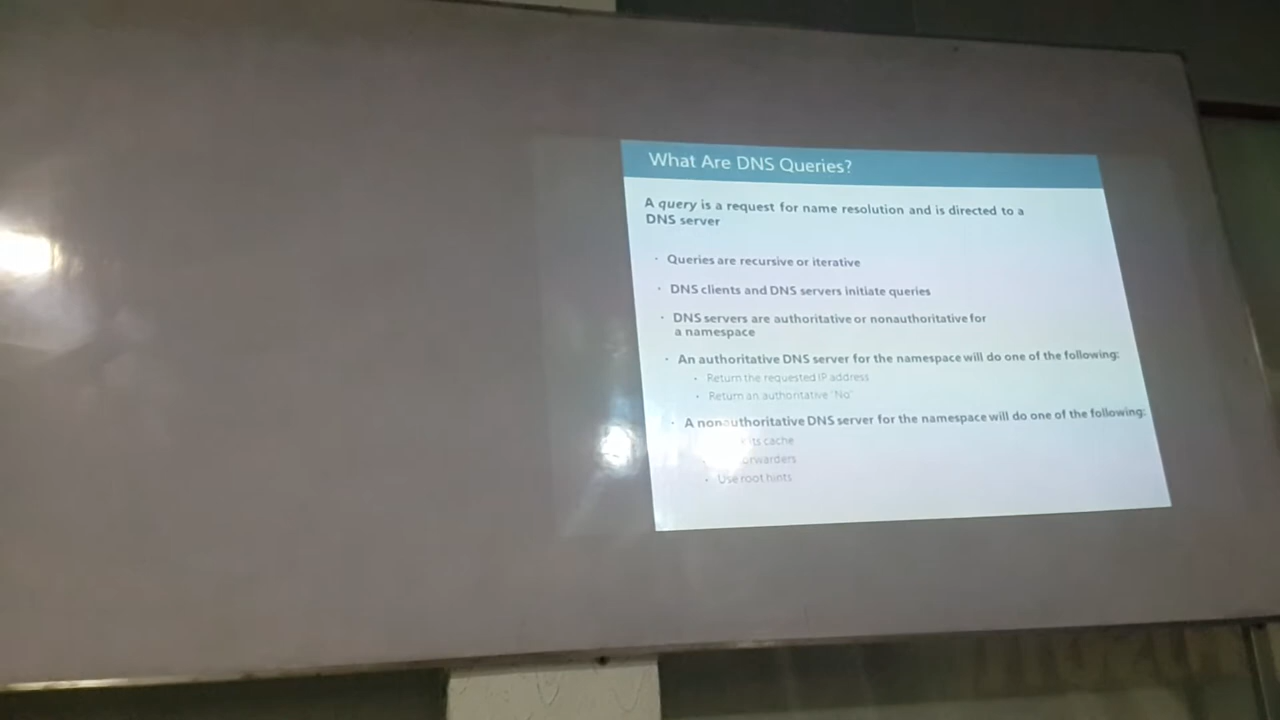 What Are DNS Queries?
A query is a request for name resolution and is directed to a
DNS server
· Queries are recursive or iterative
· DNS clients and DNS servers initiate queries
· DNS servers are authoritative or nonauthoritative for
a namespace
· An authoritative DNS server for the namespace will do one of the following:
· Return the requested IP address
· Return an authoritative "No"
· A nonauthoritative DNS server for the namespace will do one of the following:
its cache
· Use root hints